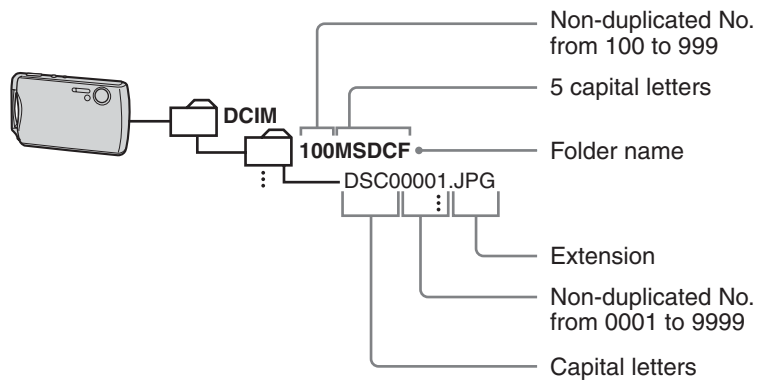 Non-duplicated No.
from 100 to 999
5 capital letters
DCIM
100MSDCF
Folder name
DSC00001.JPG
Extension
Non-duplicated No.
from 0001 to 9999
Capital letters